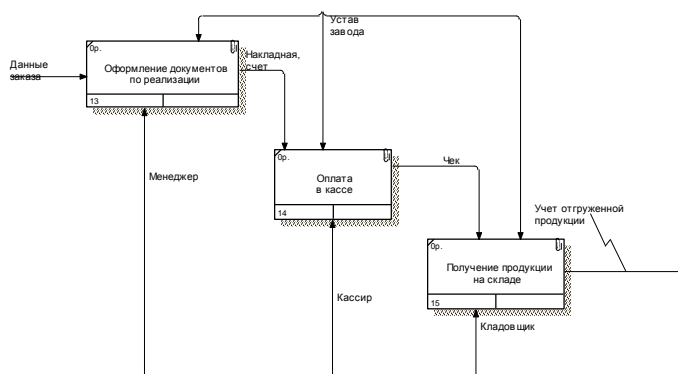 Устав
завода
0р.
Оформление документов
по реализации
13
Данные
заказа
Накладная,
счет
Менеджер
0р.
Оплата
в кассе
14
Чек
Кассир
Учет отгруженной
продукции
0р.
Получение продукции
на складе
15
Кладовщик